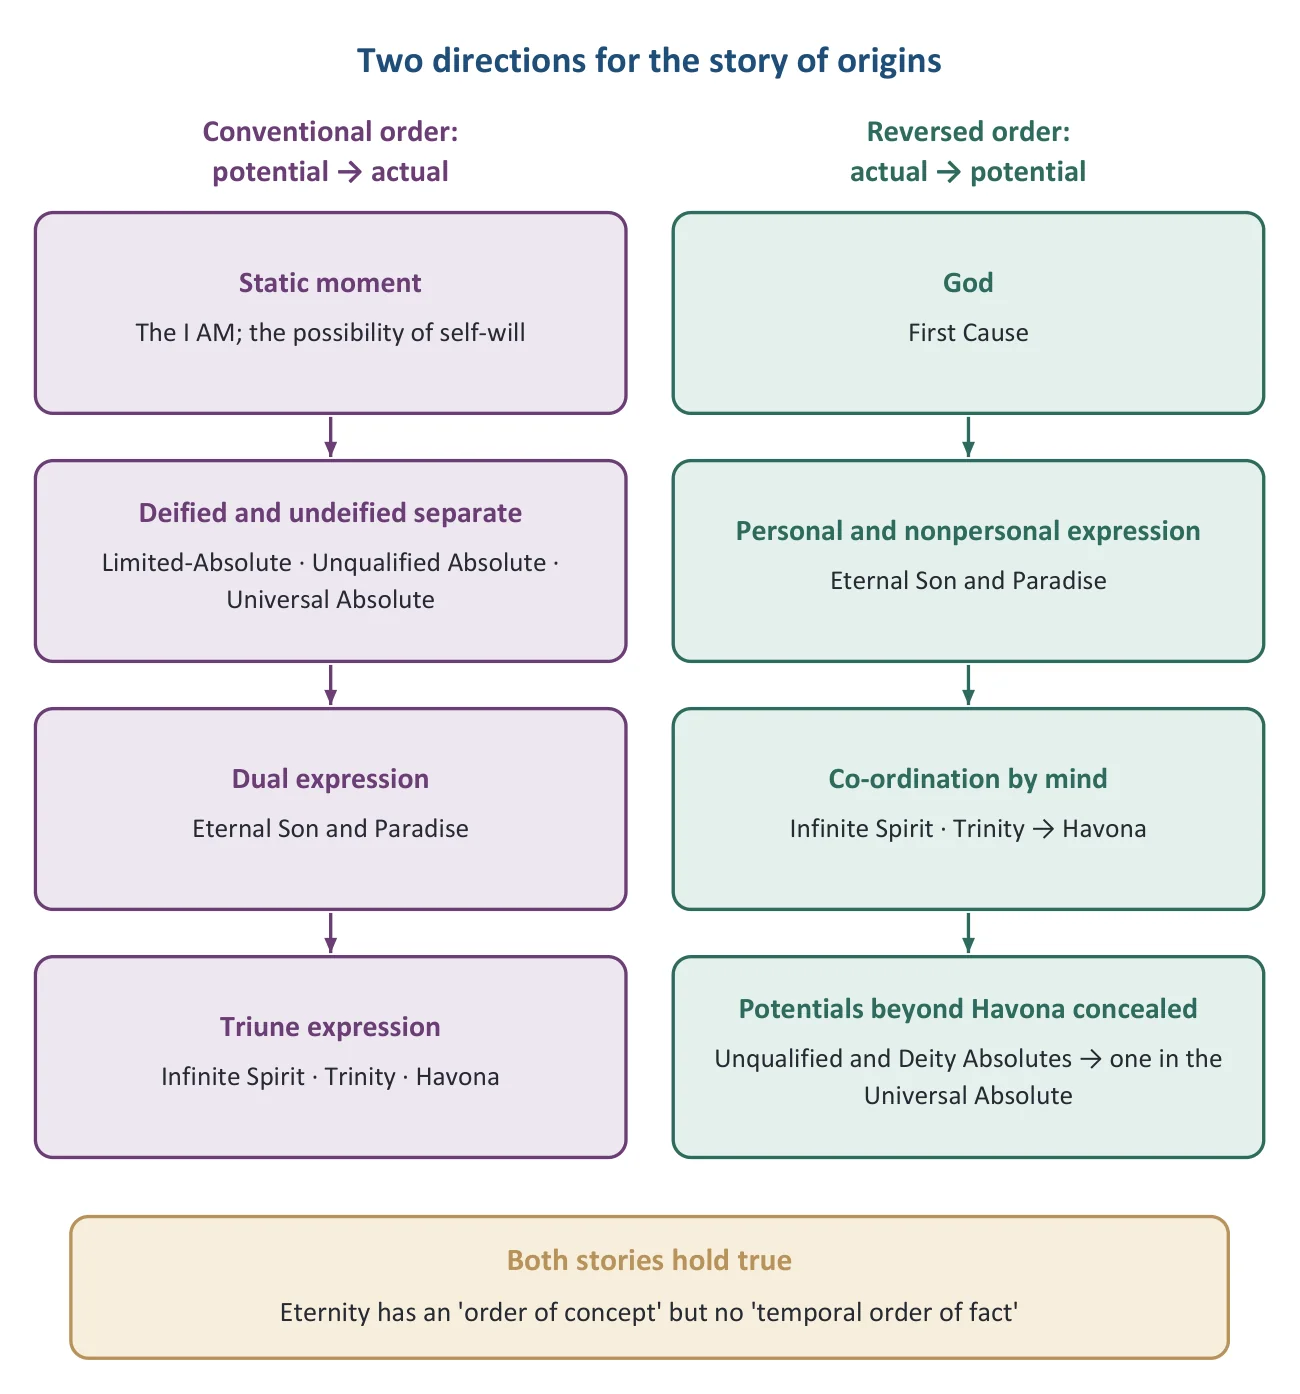 Two directions for the story of origins
Conventional order:
potential → actual
Static moment
The I AM; the possibility of self-will
Deified and undeified separate
Limited-Absolute · Unqualified Absolute ·
Universal Absolute
Dual expression
Eternal Son and Paradise
Triune expression
Infinite Spirit · Trinity · Havona
Reversed order:
actual → potential
God
First Cause
Personal and nonpersonal expression
Eternal Son and Paradise
Co-ordination by mind
Infinite Spirit · Trinity → Havona
Potentials beyond Havona concealed
Unqualified and Deity Absolutes → one in the
Universal Absolute
Both stories hold true
Eternity has an 'order of concept' but no 'temporal order of fact'